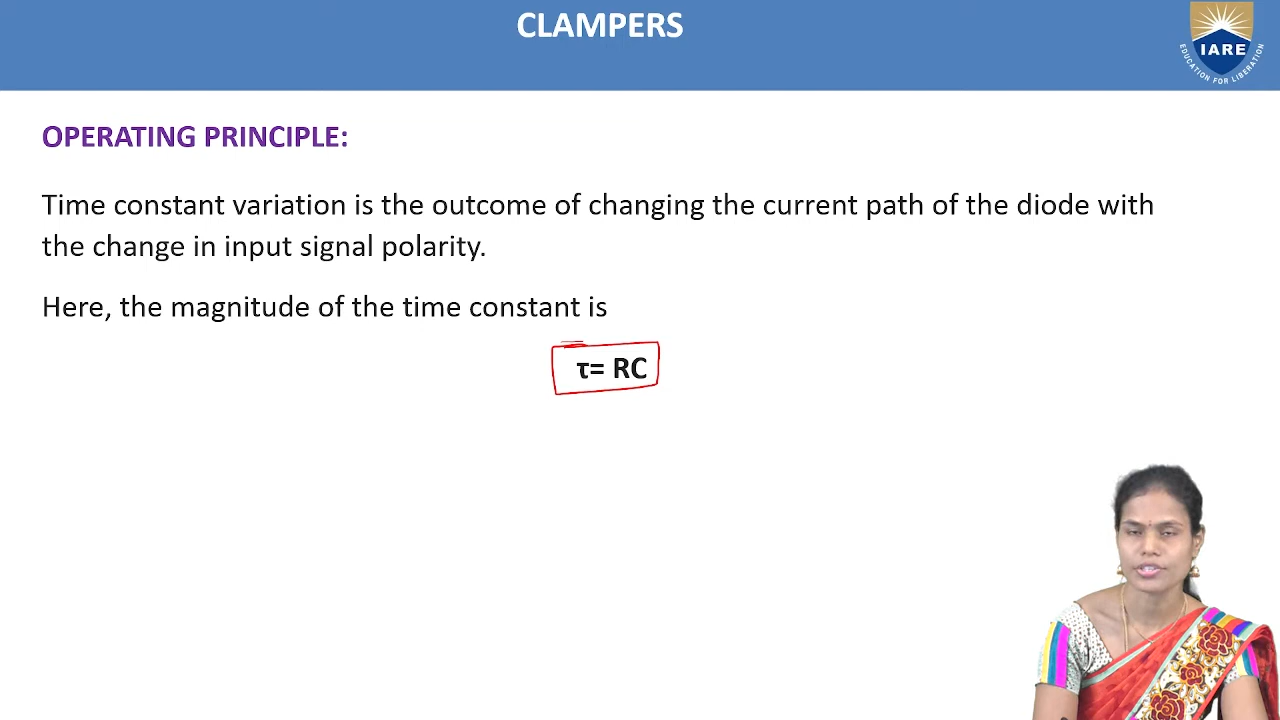 CLAMPERS
IARE
EDUCATION FOR LIBERATION
OPERATING PRINCIPLE:
Time constant variation is the outcome of changing the current path of the diode with
the change in input signal polarity.
Here, the magnitude of the time constant is
τ= RC